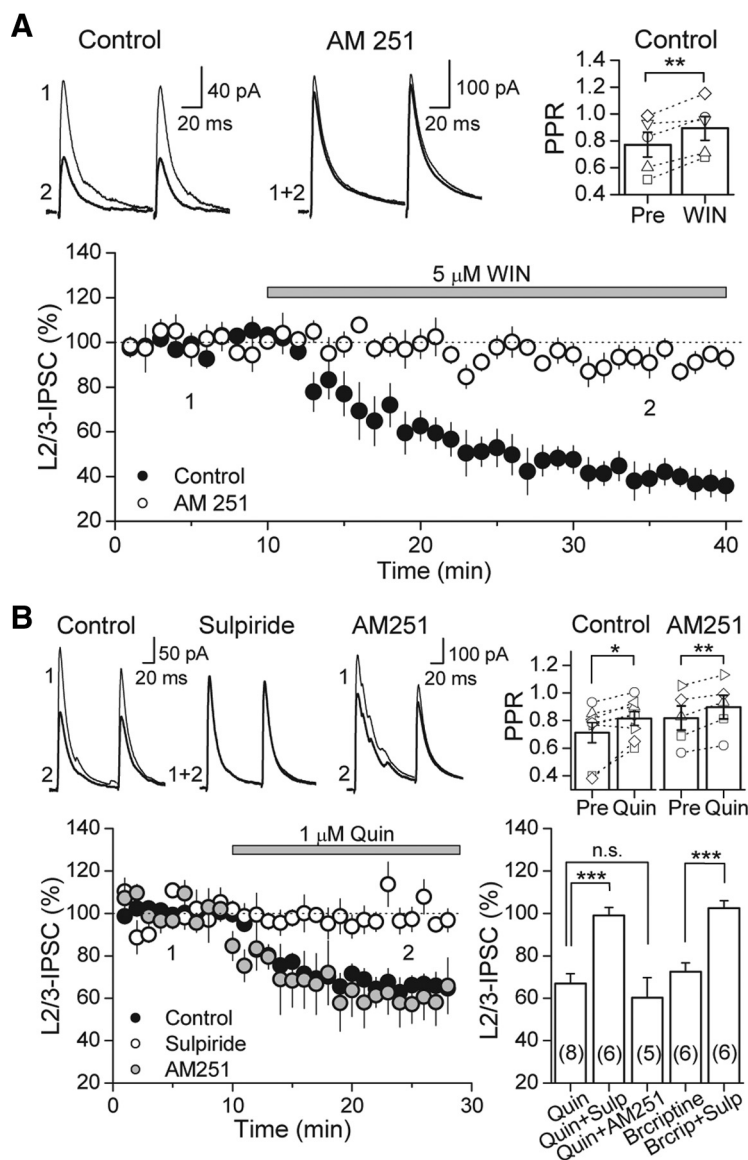 A
Control
AM 251
Control
1
2
40 pA
20 ms
1+2
100 pA
20 ms
**
PPR
1.4
1.2
1.0
0.8
0.6
0.4
Pre WIN
L2/3-IPSC (%)
140
120
100
80
60
40
20
5 µM WIN
1
2
Control
AM 251
0 10 20 30 40
Time (min)
B
Control
Sulpiride
AM251
1
2
50 pA
20 ms
1+2
1
2
100 pA
20 ms
Control AM251
* **
PPR
1.2
1.0
0.8
0.6
0.4
Pre Quin Pre Quin
L2/3-IPSC (%)
140
120
100
80
60
40
20
1 µM Quin
1
2
Control
Sulpiride
AM251
0 10 20 30
Time (min)
L2/3-IPSC (%)
140
120
100
80
60
40
20
n.s.
*** ***
(8) (6) (5) (6) (6)
Quin
Quin+Sulp
Quin+AM251
Brcriptine
Brcrip+Sulp